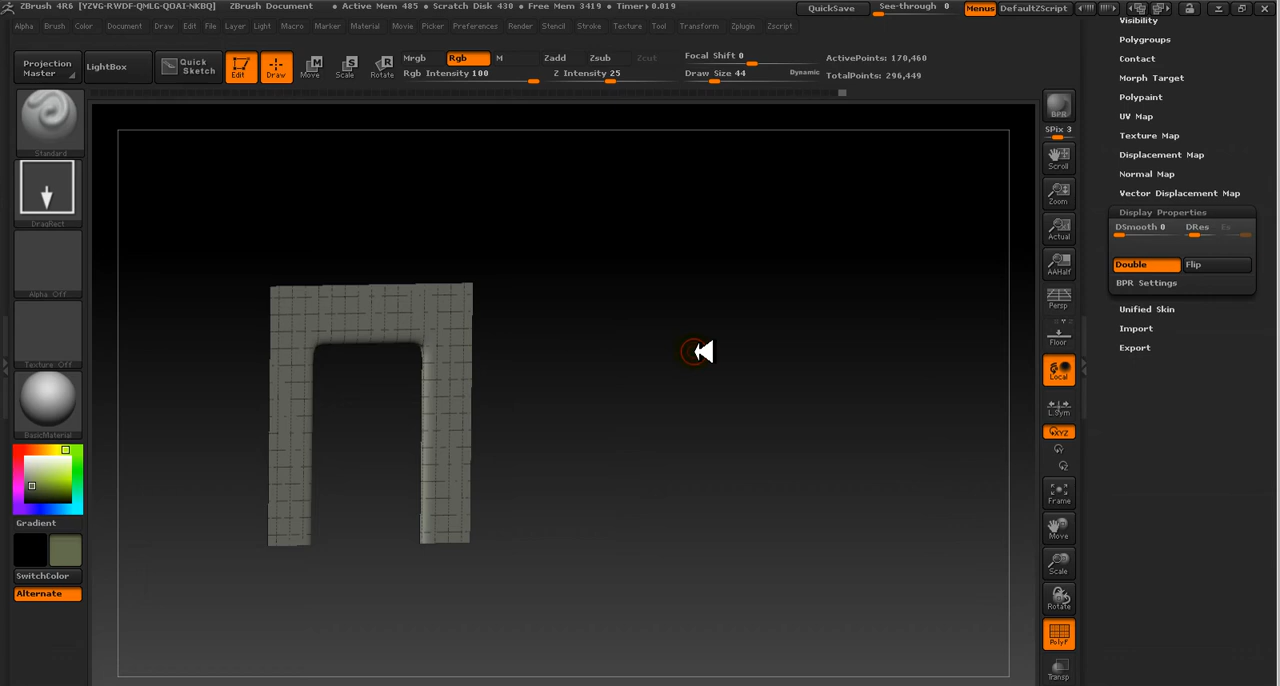 ZBrush 4R6 [YZVG-RWDF-QMLG-QOAI-NKBQ] ZBrush Document • Active Mem 485 • Scratch Disk 430 • Free Mem 3419 • Timer▸0.019 QuickSave See-through 0 Menus DefaultZScript
Alpha Brush Color Document Draw Edit File Layer Light Macro Marker Material Movie Picker Preferences Render Stencil Stroke Texture Tool Transform Zplugin Zscript
Projection Master
LightBox
Quick Sketch
Edit
Draw
Move
Scale
Rotate
Mrgb Rgb M
Rgb Intensity 100
Zadd Zsub Zcut
Z Intensity 25
Focal Shift 0
Draw Size 44 Dynamic
ActivePoints: 170,460
TotalPoints: 296,449
Standard
DragRect
Alpha Off
Texture Off
BasicMaterial
Gradient
SwitchColor
Alternate
BPR
SPix 3
Scroll
Zoom
Actual
AAHalf
Persp
Floor
Local
L.Sym
XYZ
Y
Z
Frame
Move
Scale
Rotate
PolyF
Transp
Visibility
Polygroups
Contact
Morph Target
Polypaint
UV Map
Texture Map
Displacement Map
Normal Map
Vector Displacement Map
Display Properties
DSmooth 0 DRes Es
Double Flip
BPR Settings
Unified Skin
Import
Export